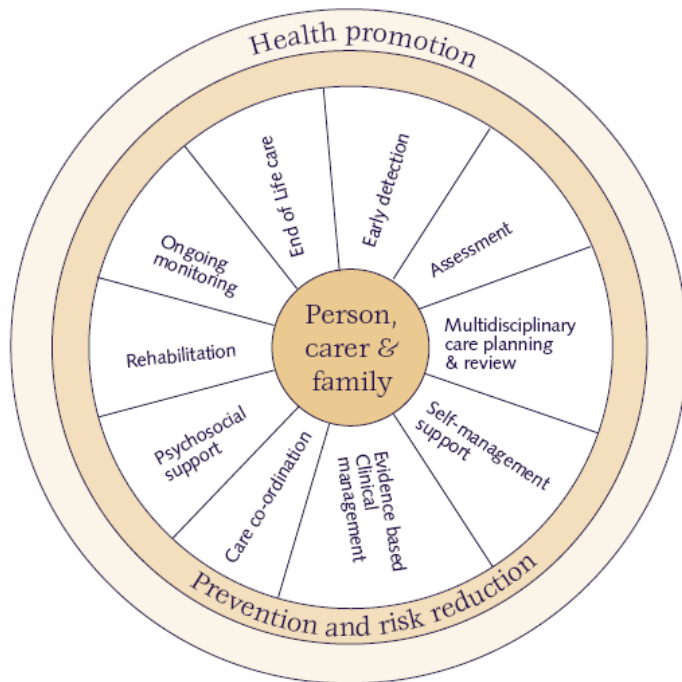 Health promotion
Early detection
Assessment
Multidisciplinary
care planning
& review
Self-management
support
Evidence based
Clinical
management
Care co-ordination
Psychosocial
support
Rehabilitation
Ongoing
monitoring
End of Life care
Person,
carer &
family
Prevention and risk reduction